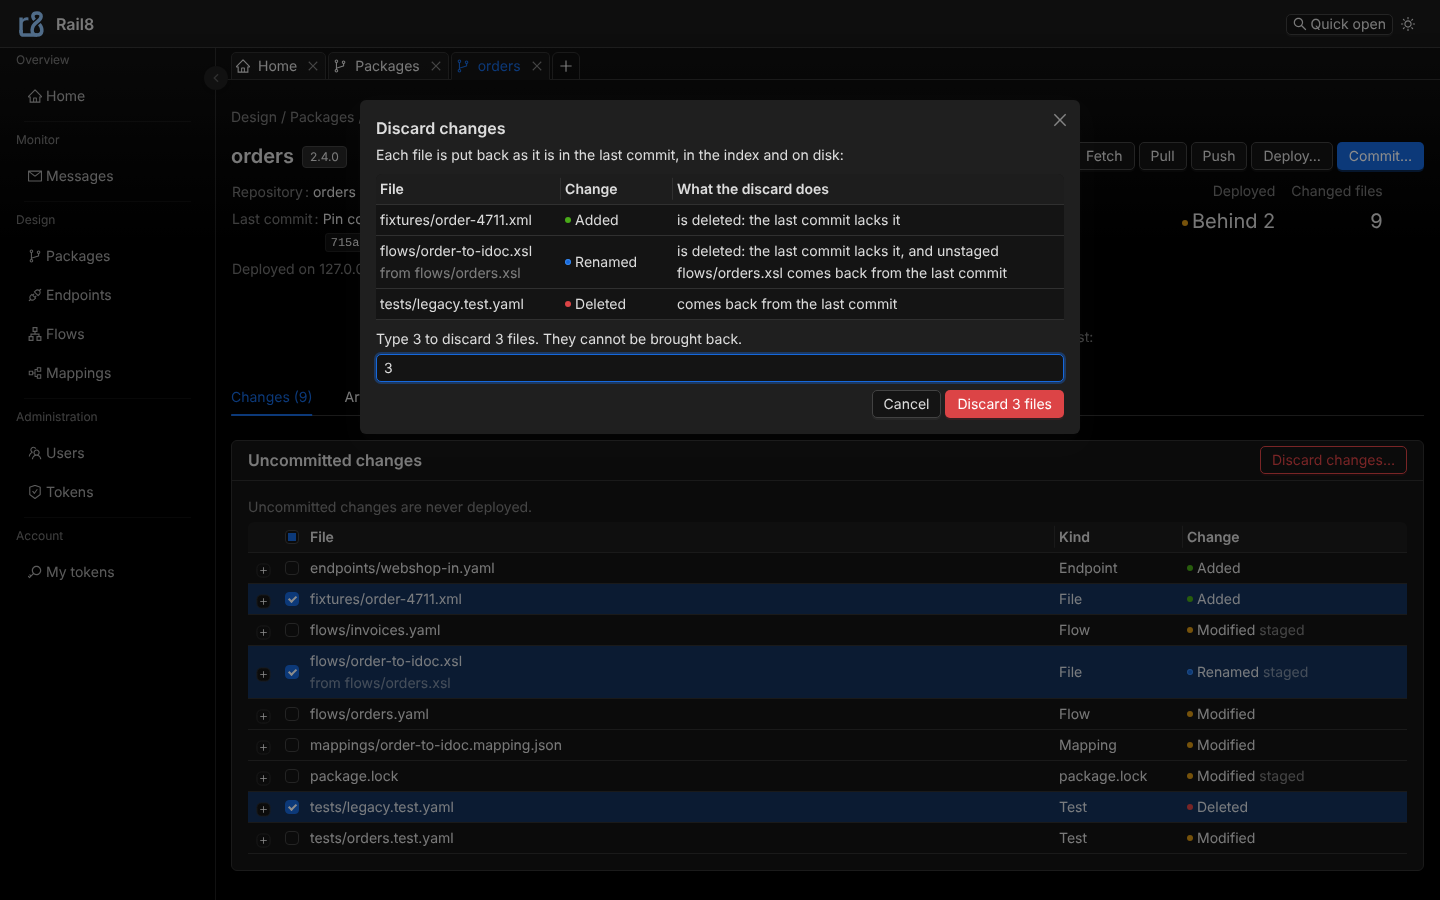 r8 Rail8
Quick open
Overview
Home
Monitor
Messages
Design
Packages
Endpoints
Flows
Mappings
Administration
Users
Tokens
Account
My tokens
Home
Packages
orders
Design / Packages /
orders 2.4.0
Fetch
Pull
Push
Deploy...
Commit...
Repository : orders
Last commit : Pin co
715a
Deployed on 127.0.0
Deployed
Behind 2
Changed files
9
st:
Changes (9)
Ar
Discard changes
Each file is put back as it is in the last commit, in the index and on disk:
File Change What the discard does
fixtures/order-4711.xml Added is deleted: the last commit lacks it
flows/order-to-idoc.xsl
from flows/orders.xsl
Renamed
is deleted: the last commit lacks it, and unstaged
flows/orders.xsl comes back from the last commit
tests/legacy.test.yaml Deleted comes back from the last commit
Type 3 to discard 3 files. They cannot be brought back.
3
Cancel
Discard 3 files
Uncommitted changes
Discard changes...
Uncommitted changes are never deployed.
File Kind Change
endpoints/webshop-in.yaml Endpoint Added
fixtures/order-4711.xml File Added
flows/invoices.yaml Flow Modified staged
flows/order-to-idoc.xsl
from flows/orders.xsl
File Renamed staged
flows/orders.yaml Flow Modified
mappings/order-to-idoc.mapping.json Mapping Modified
package.lock package.lock Modified staged
tests/legacy.test.yaml Test Deleted
tests/orders.test.yaml Test Modified